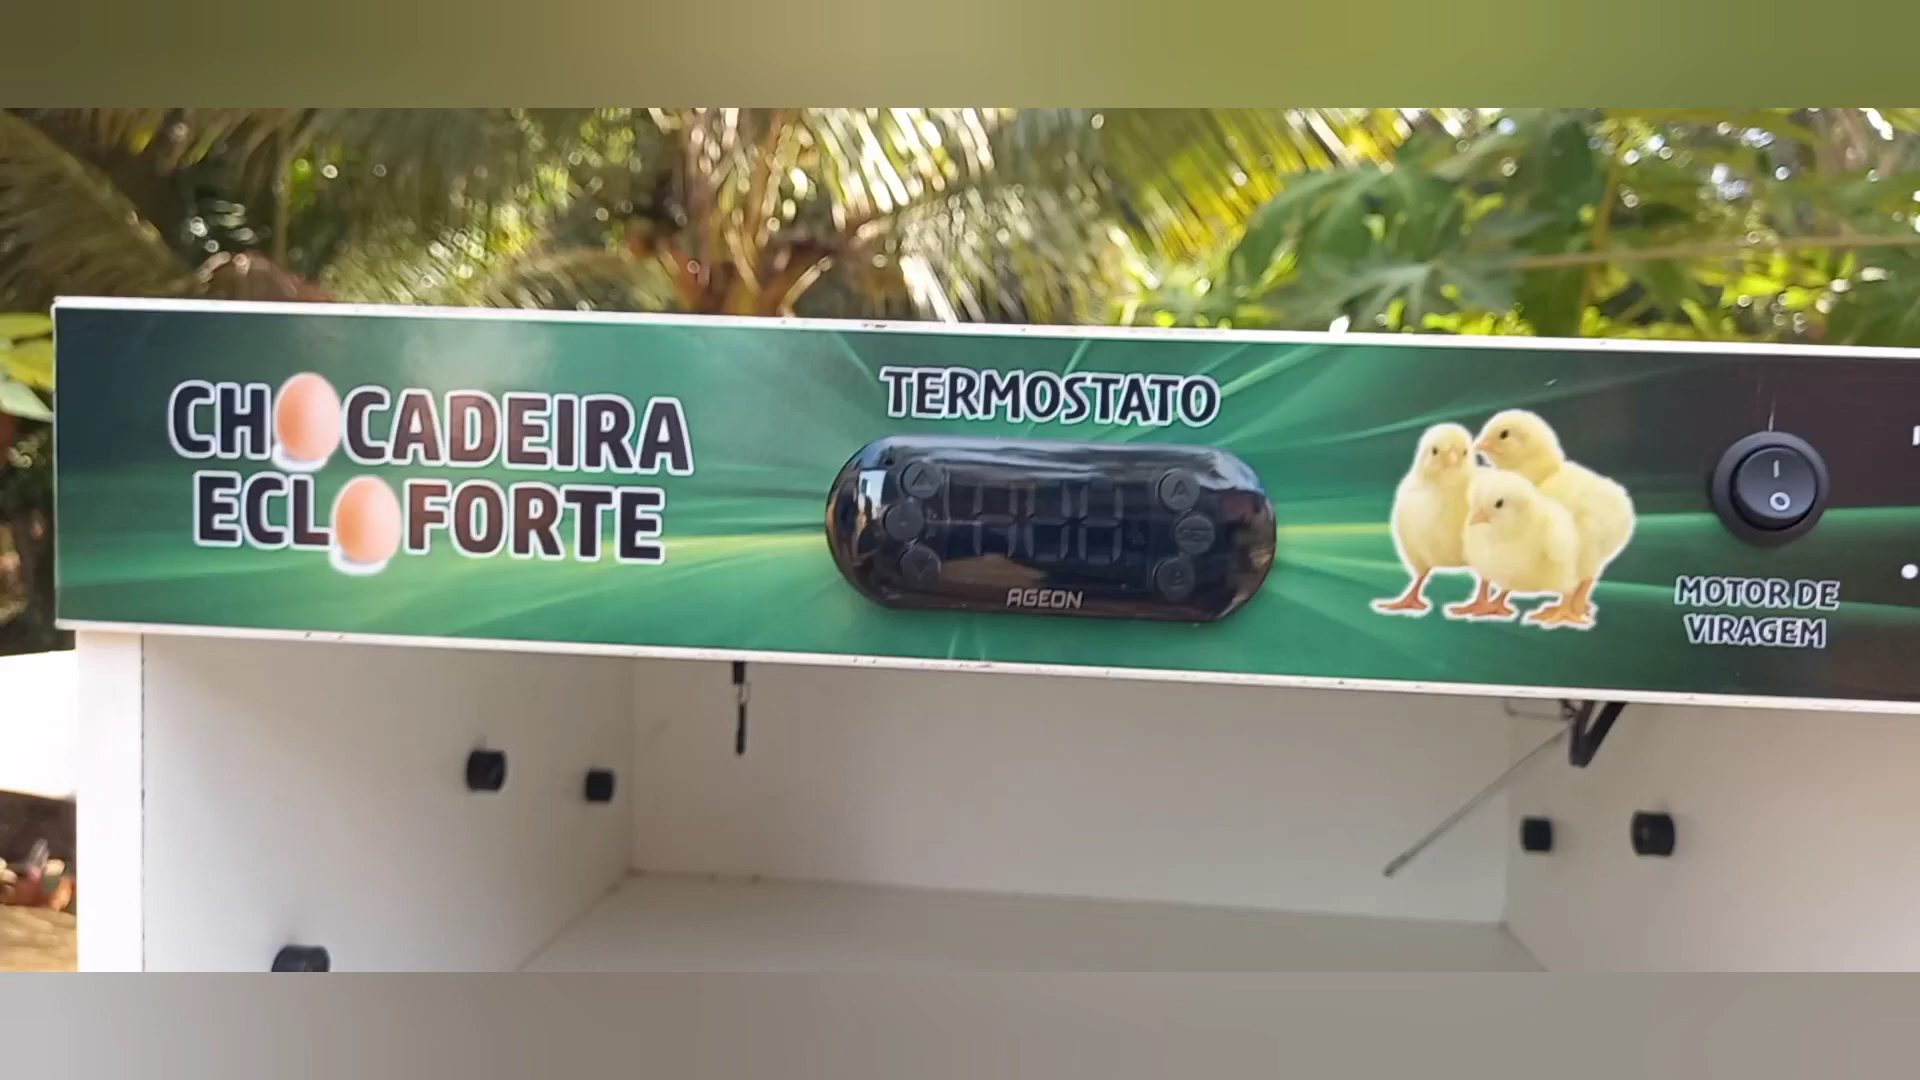 CHOCADEIRA
ECLOFORTE
TERMOSTATO
AGEON
MOTOR DE
VIRAGEM